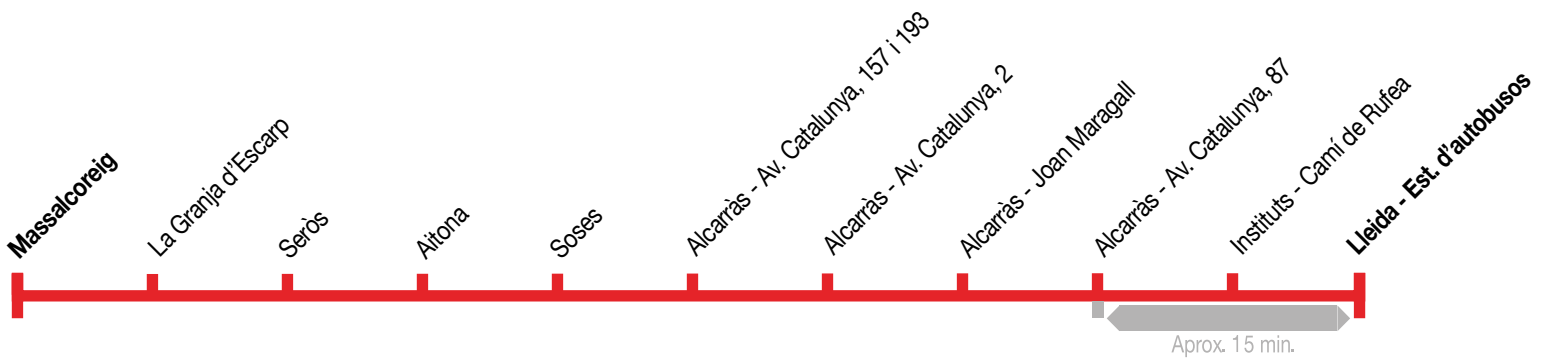 Massalcoreig
La Granja d'Escarp
Seròs
Aitona
Soses
Alcarràs - Av. Catalunya, 157 i 193
Alcarràs - Av. Catalunya, 2
Alcarràs - Joan Maragall
Alcarràs - Av. Catalunya, 87
Instituts - Camí de Rufea
Lleida - Est. d'autobusos
Aprox. 15 min.